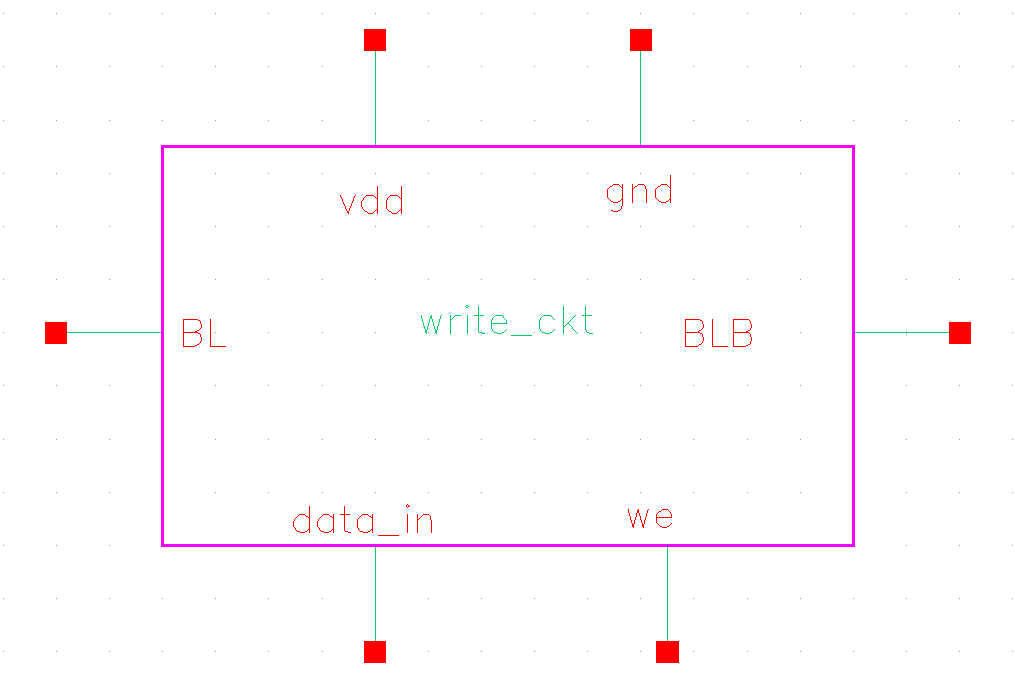 vdd
gnd
BL
write_ckt
BLB
data_in
we